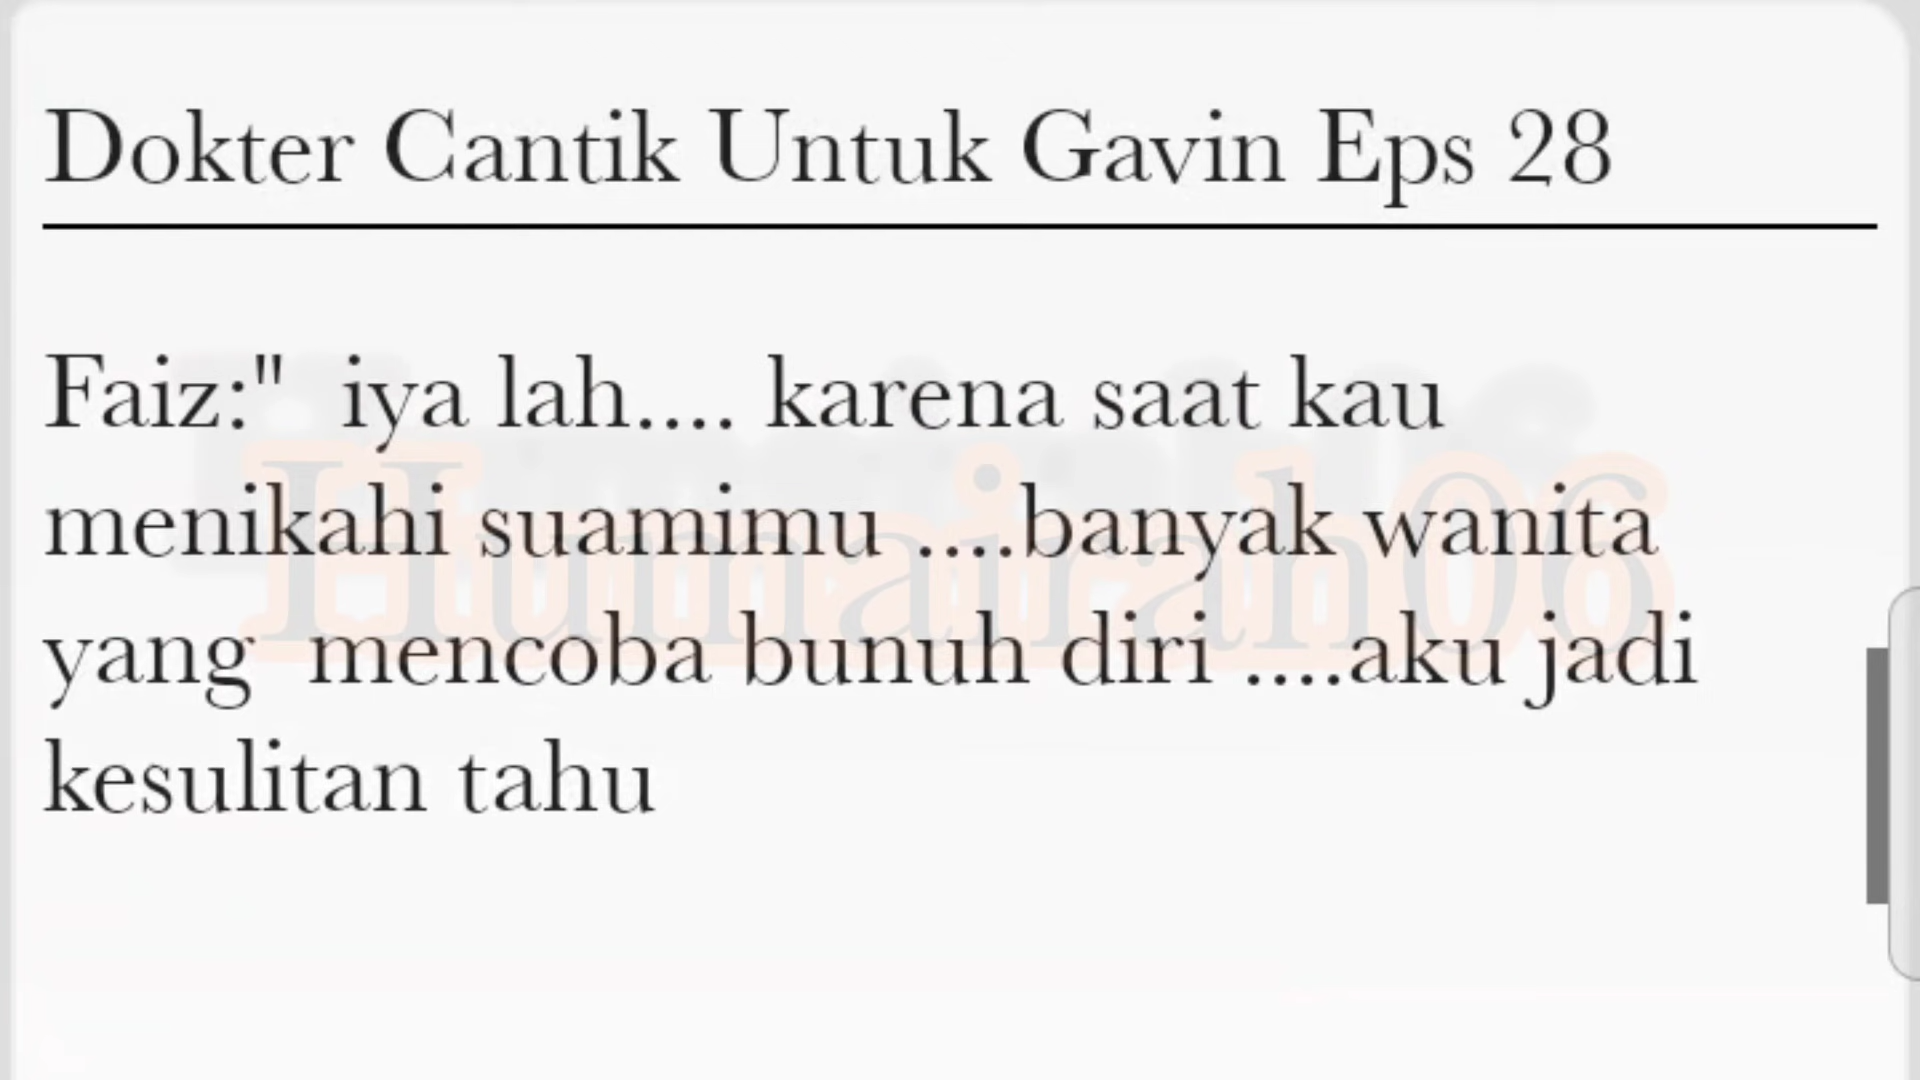 Dokter Cantik Untuk Gavin Eps 28
Faiz:"  iya lah.... karena saat kau
menikahi suamimu ....banyak wanita
yang  mencoba bunuh diri ....aku jadi
kesulitan tahu
Humairah06